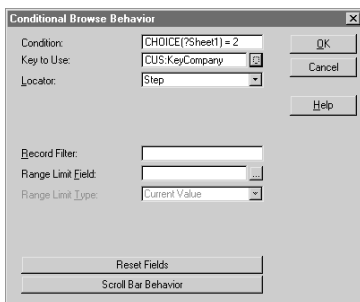 Conditional Browse Behavior
Condition: CHOICE(?Sheet1) = 2
OK
Key to Use: CUS:KeyCompany
Cancel
Locator: Step
Help
Record Filter:
Range Limit Field: ...
Range Limit Type: Current Value
Reset Fields
Scroll Bar Behavior